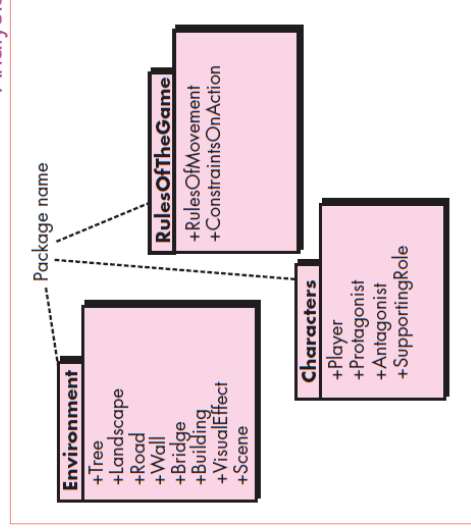 Package name
Environment
+Tree
+Landscape
+Road
+Wall
+Bridge
+Building
+VisualEffect
+Scene
RulesOfTheGame
+RulesOfMovement
+ConstraintsOnAction
Characters
+Player
+Protagonist
+Antagonist
+SupportingRole